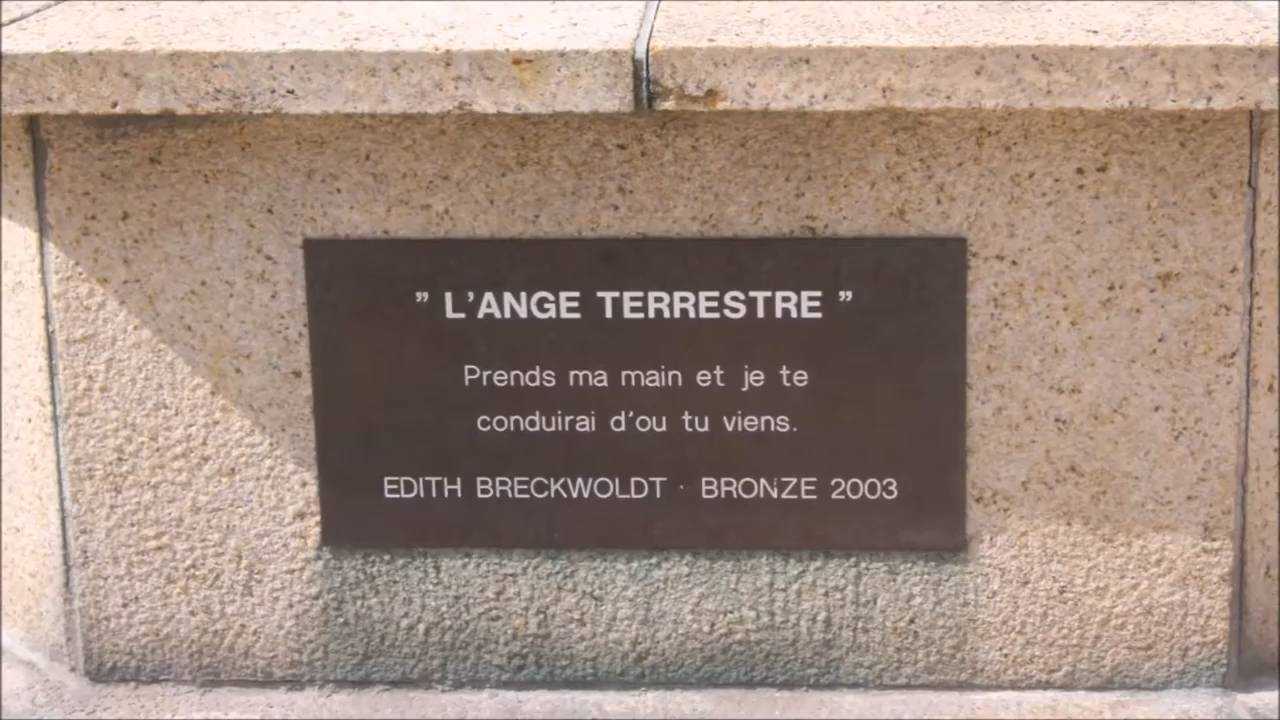 ” L’ANGE TERRESTRE ”
Prends ma main et je te
conduirai d’ou tu viens.
EDITH BRECKWOLDT · BRONZE 2003